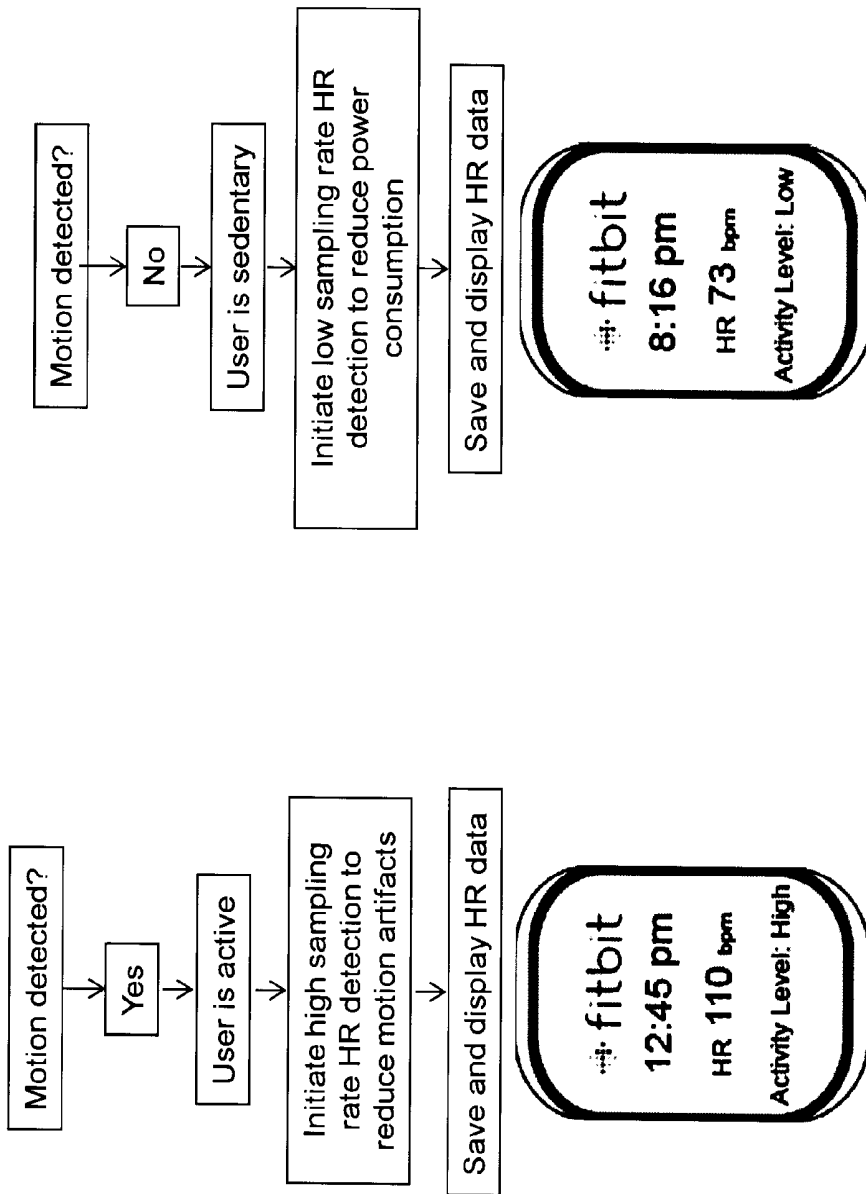 Motion detected?
Yes
User is active
Initiate high sampling
rate HR detection to
reduce motion artifacts
Save and display HR data
fitbit
12:45 pm
HR 110 bpm
Activity Level: High
Motion detected?
No
User is sedentary
Initiate low sampling rate HR
detection to reduce power
consumption
Save and display HR data
fitbit
8:16 pm
HR 73 bpm
Activity Level: Low